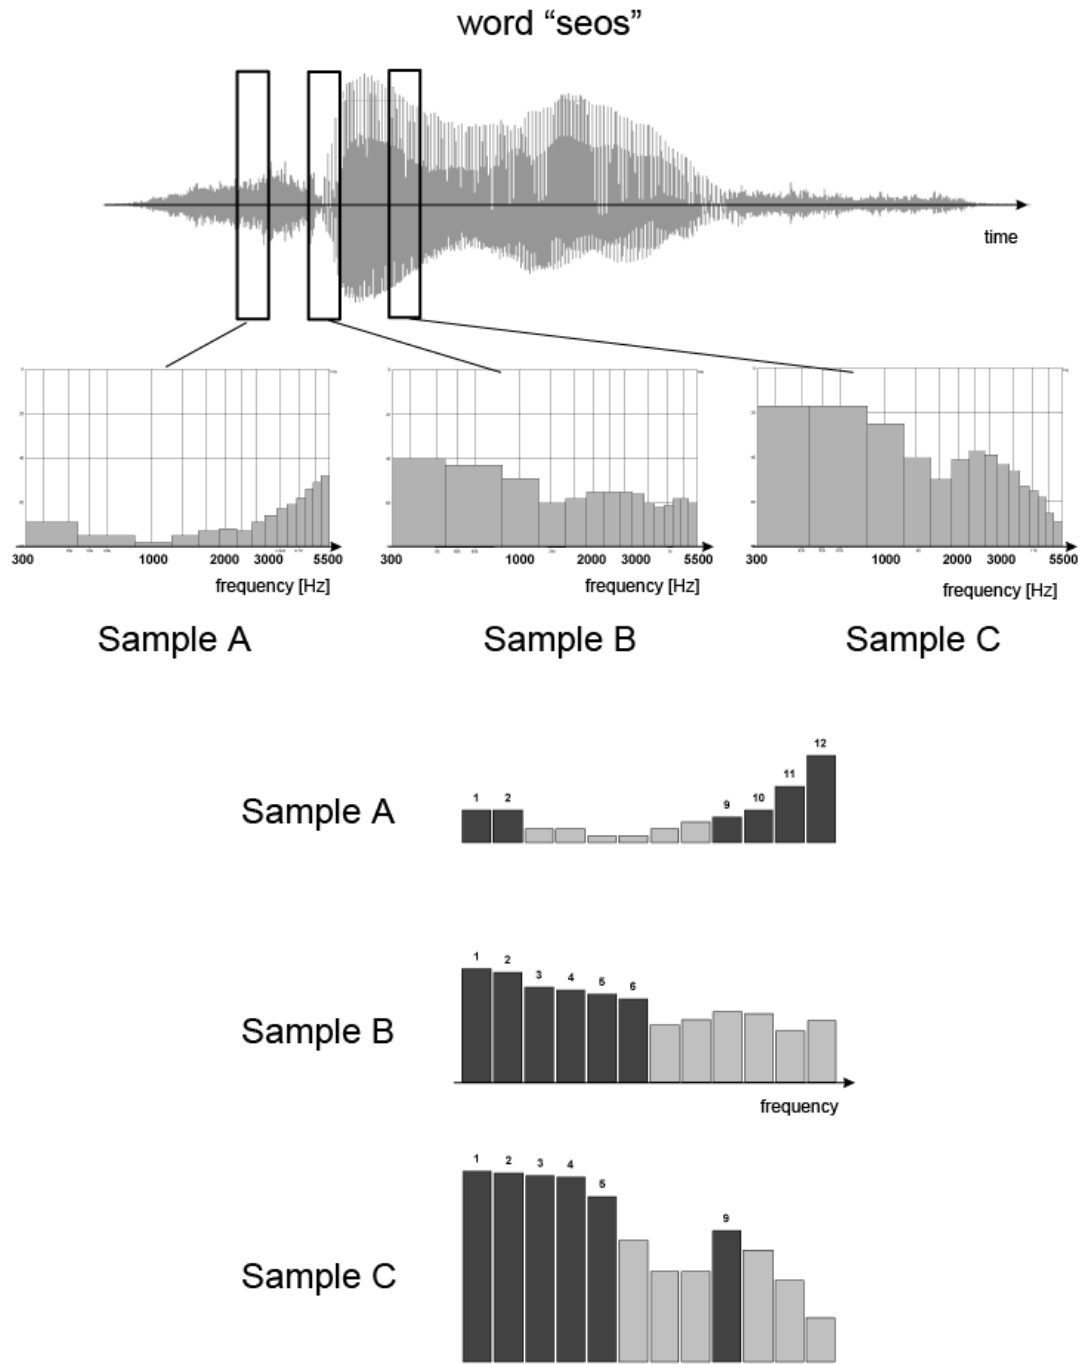 word “seos”
time
300 1000 2000 3000 5500
frequency [Hz]
Sample A
300 1000 2000 3000 5500
frequency [Hz]
Sample B
300 1000 2000 3000 5500
frequency [Hz]
Sample C
Sample A
1 2 9 10 11 12
Sample B
1 2 3 4 5 6
frequency
Sample C
1 2 3 4 5 9